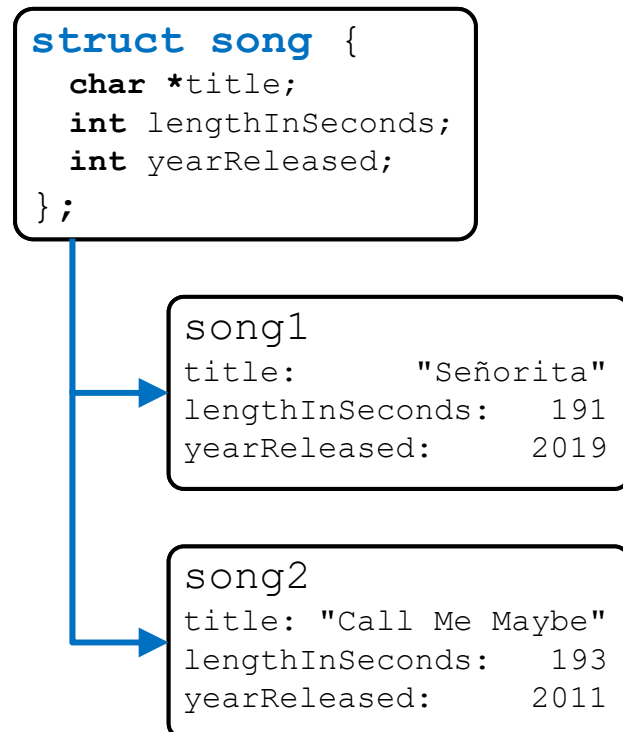 struct song {
char *title;
int lengthInSeconds;
int yearReleased;
};
song1
title: "Señorita"
lengthInSeconds: 191
yearReleased: 2019
song2
title: "Call Me Maybe"
lengthInSeconds: 193
yearReleased: 2011